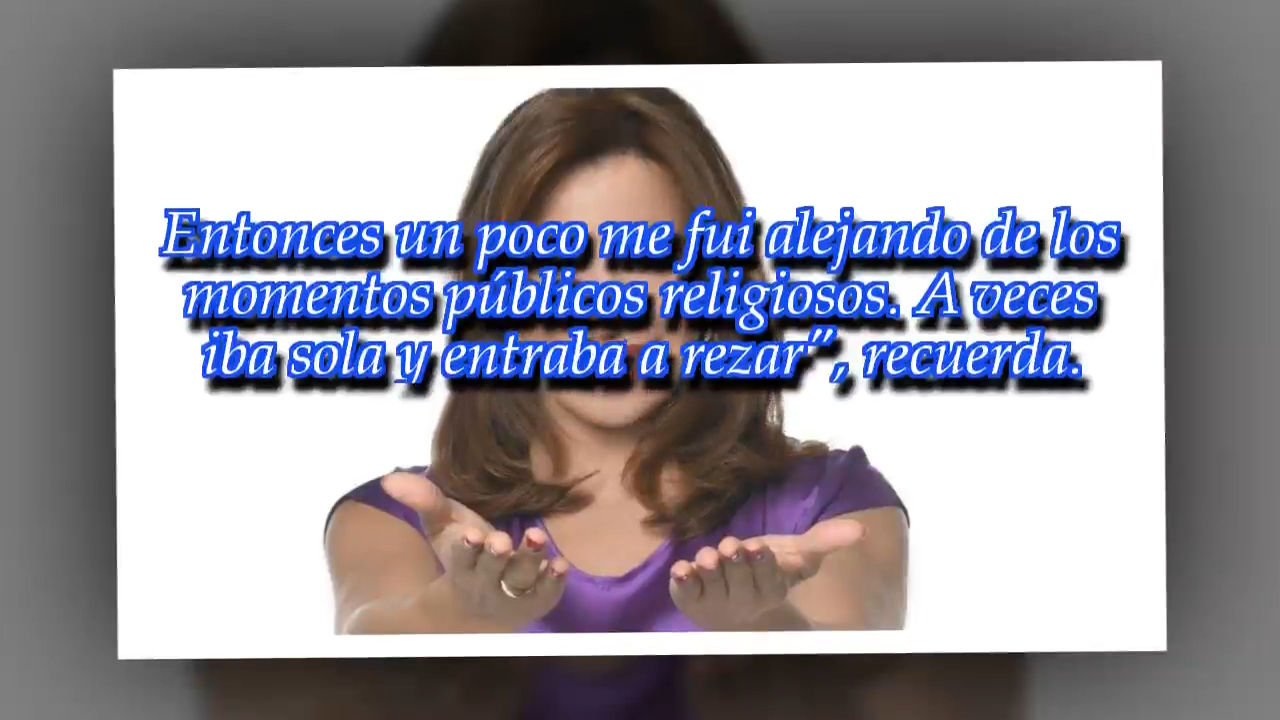 Entonces un poco me fui alejando de los
momentos públicos religiosos. A veces
iba sola y entraba a rezar”, recuerda.